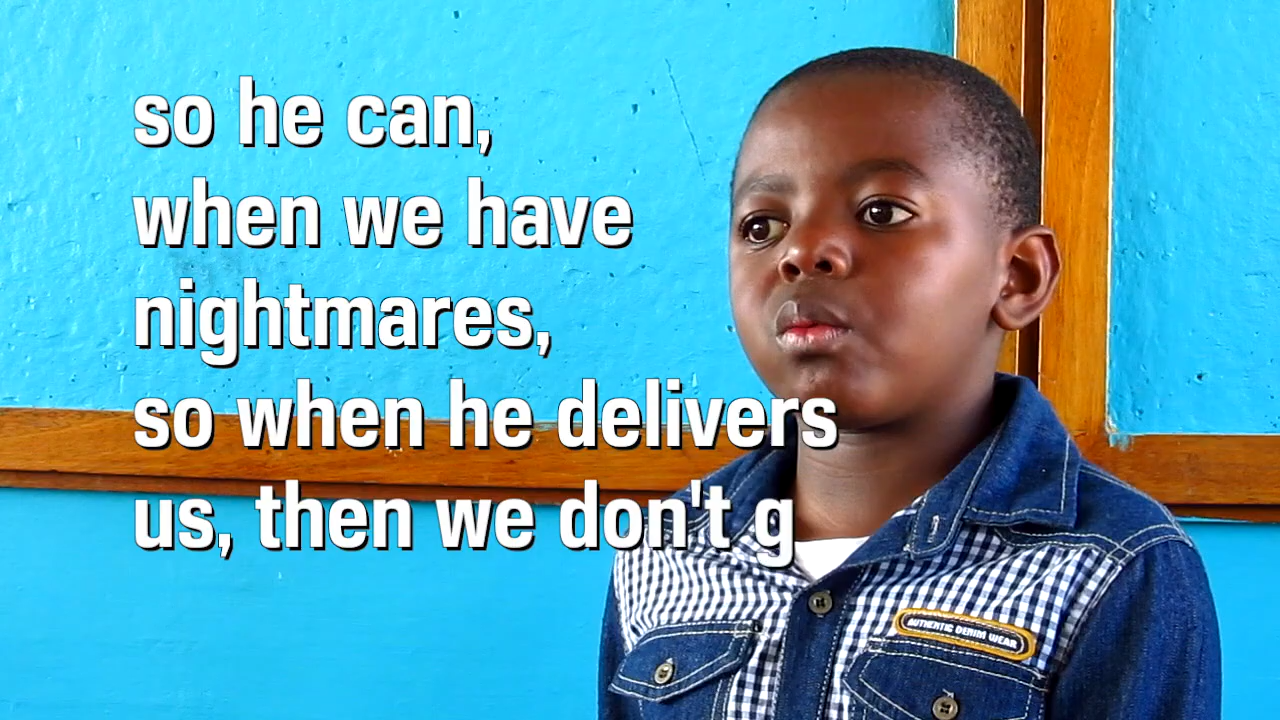 so he can,
when we have
nightmares,
so when he delivers
us, then we don't g
AUTHENTIC DENIM WEAR